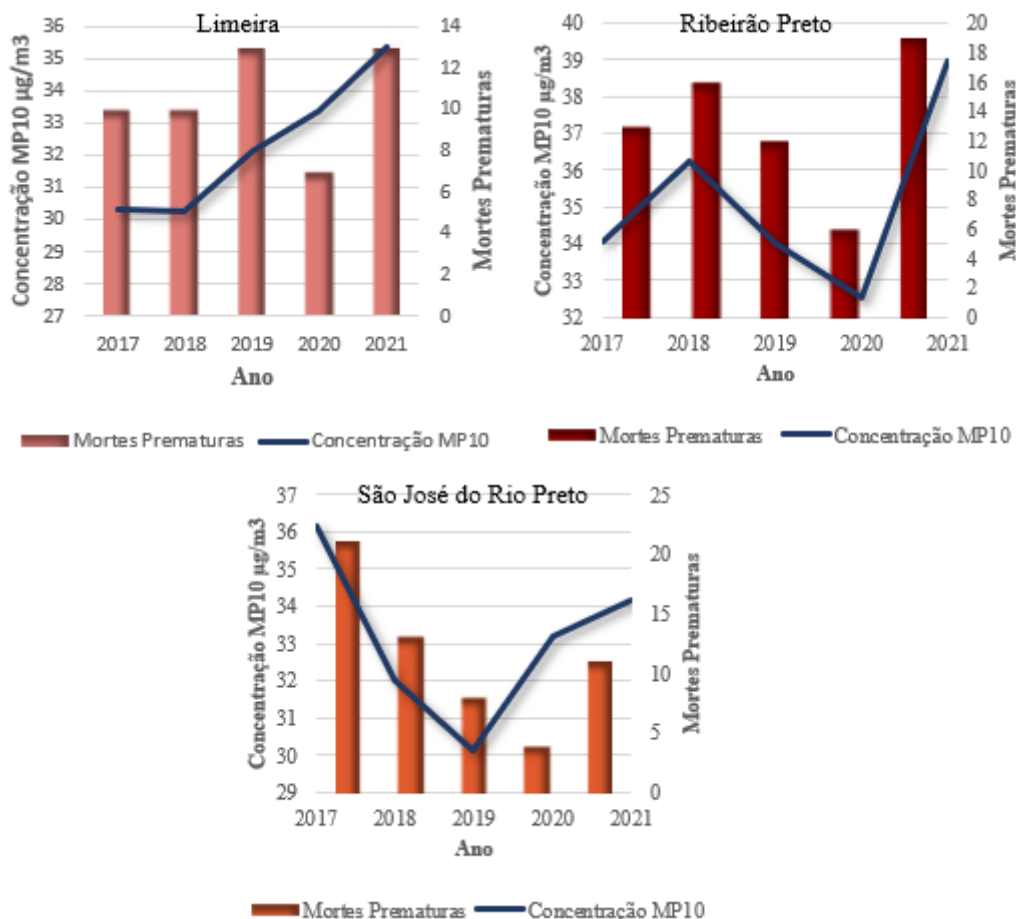 Limeira
Concentração MP10 µg/m3
36
35
34
33
32
31
30
29
28
27
14
12
10
8
6
4
2
0
Mortes Prematuras
2017 2018 2019 2020 2021
Ano
Mortes Prematuras Concentração MP10
Ribeirão Preto
Concentração MP10 µg/m3
40
39
38
37
36
35
34
33
32
20
18
16
14
12
10
8
6
4
2
0
Mortes Prematuras
2017 2018 2019 2020 2021
Ano
Mortes Prematuras Concentração MP10
São José do Rio Preto
Concentração MP10 µg/m3
37
36
35
34
33
32
31
30
29
25
20
15
10
5
0
Mortes Prematuras
2017 2018 2019 2020 2021
Ano
Mortes Prematuras Concentração MP10